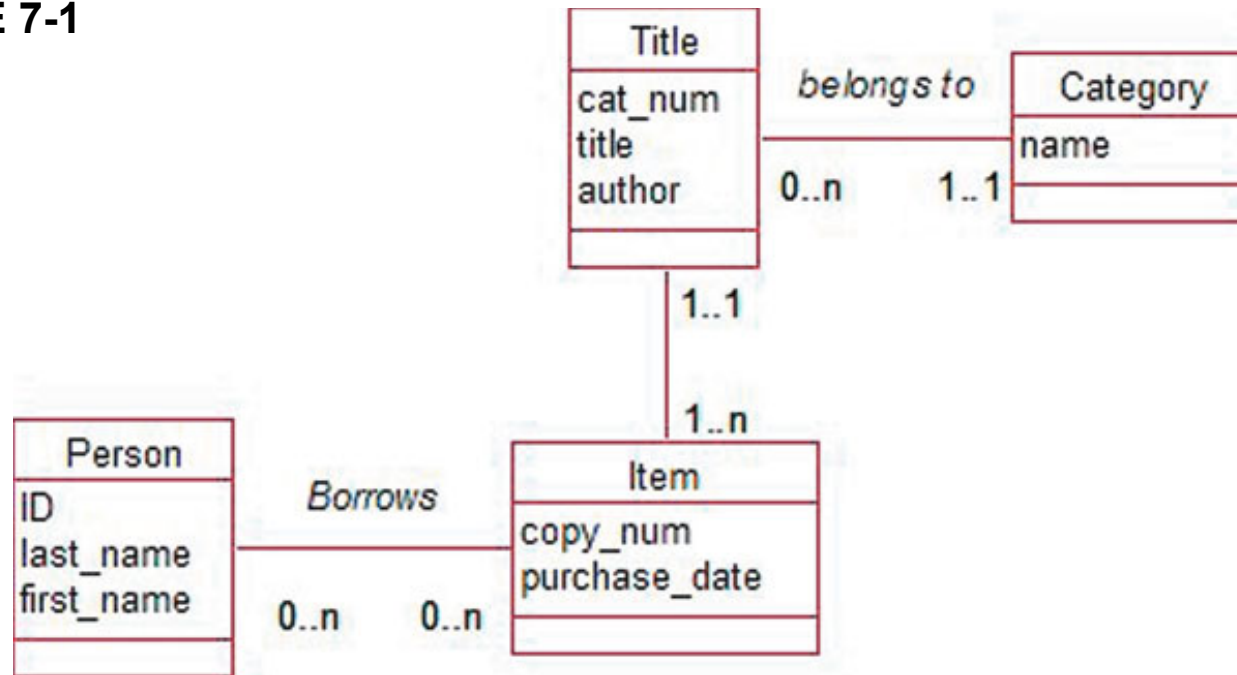 E 7-1
Title
cat_num
title
author
belongs to
Category
name
0..n
1..1
1..1
1..n
Person
ID
last_name
first_name
Borrows
0..n
0..n
Item
copy_num
purchase_date